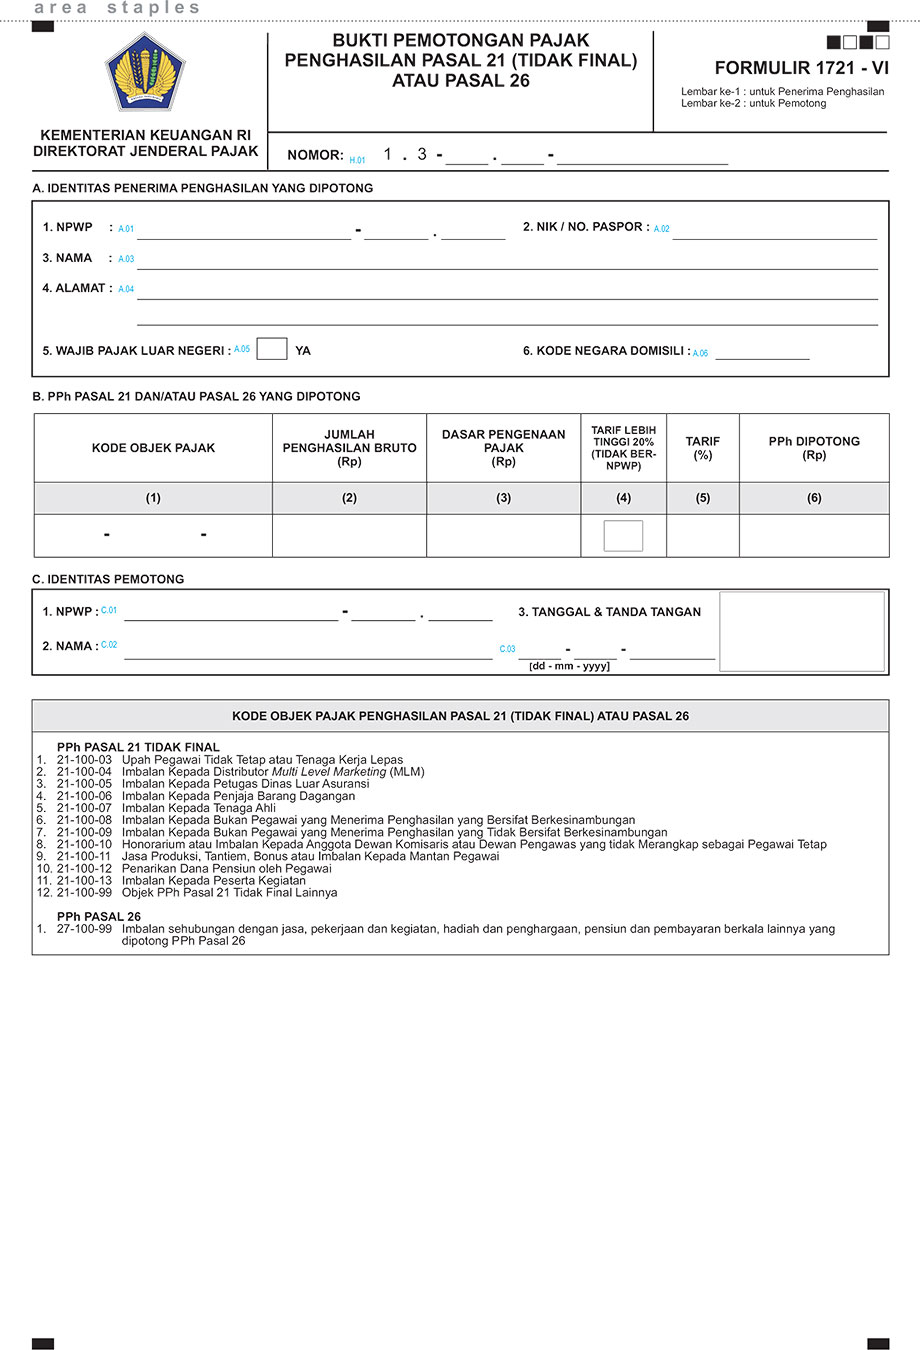 area staples
BUKTI PEMOTONGAN PAJAK
PENGHASILAN PASAL 21 (TIDAK FINAL)
ATAU PASAL 26
FORMULIR 1721 - VI
Lembar ke-1 : untuk Penerima Penghasilan
Lembar ke-2 : untuk Pemotong
KEMENTERIAN KEUANGAN RI
DIREKTORAT JENDERAL PAJAK
NOMOR: H.01 1 . 3 - ______ . ______ - ______
A. IDENTITAS PENERIMA PENGHASILAN YANG DIPOTONG
1. NPWP : A.01 ______ - ______ . ______ 2. NIK / NO. PASPOR : A.02 ______
3. NAMA : A.03
4. ALAMAT : A.04
5. WAJIB PAJAK LUAR NEGERI : A.05 YA 6. KODE NEGARA DOMISILI : A.06 ______
B. PPh PASAL 21 DAN/ATAU PASAL 26 YANG DIPOTONG
KODE OBJEK PAJAK
JUMLAH
PENGHASILAN BRUTO
(Rp)
DASAR PENGENAAN
PAJAK
(Rp)
TARIF LEBIH
TINGGI 20%
(TIDAK BER-
NPWP)
TARIF
(%)
PPh DIPOTONG
(Rp)
(1) (2) (3) (4) (5) (6)
- -
C. IDENTITAS PEMOTONG
1. NPWP : C.01 ______ - ______ . ______ 3. TANGGAL & TANDA TANGAN
2. NAMA : C.02 ______ C.03 ______ - ______ - ______
[dd - mm - yyyy]
KODE OBJEK PAJAK PENGHASILAN PASAL 21 (TIDAK FINAL) ATAU PASAL 26
PPh PASAL 21 TIDAK FINAL
1. 21-100-03 Upah Pegawai Tidak Tetap atau Tenaga Kerja Lepas
2. 21-100-04 Imbalan Kepada Distributor Multi Level Marketing (MLM)
3. 21-100-05 Imbalan Kepada Petugas Dinas Luar Asuransi
4. 21-100-06 Imbalan Kepada Penjaja Barang Dagangan
5. 21-100-07 Imbalan Kepada Tenaga Ahli
6. 21-100-08 Imbalan Kepada Bukan Pegawai yang Menerima Penghasilan yang Bersifat Berkesinambungan
7. 21-100-09 Imbalan Kepada Bukan Pegawai yang Menerima Penghasilan yang Tidak Bersifat Berkesinambungan
8. 21-100-10 Honorarium atau Imbalan Kepada Anggota Dewan Komisaris atau Dewan Pengawas yang tidak Merangkap sebagai Pegawai Tetap
9. 21-100-11 Jasa Produksi, Tantiem, Bonus atau Imbalan Kepada Mantan Pegawai
10. 21-100-12 Penarikan Dana Pensiun oleh Pegawai
11. 21-100-13 Imbalan Kepada Peserta Kegiatan
12. 21-100-99 Objek PPh Pasal 21 Tidak Final Lainnya
PPh PASAL 26
1. 27-100-99 Imbalan sehubungan dengan jasa, pekerjaan dan kegiatan, hadiah dan penghargaan, pensiun dan pembayaran berkala lainnya yang
dipotong PPh Pasal 26